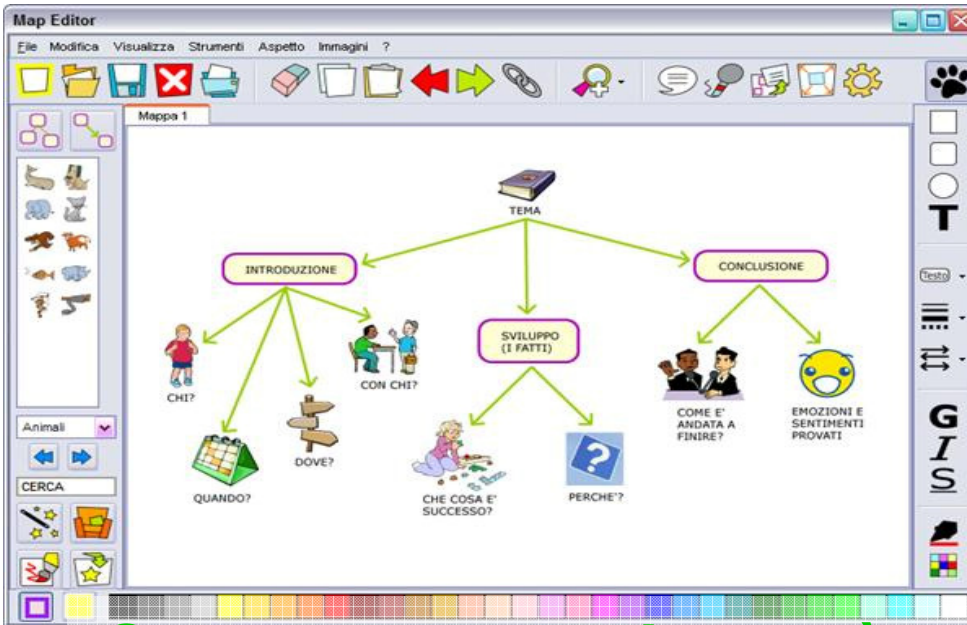 Map Editor
File Modifica Visualizza Strumenti Aspetto Immagini ?
Mappa 1
TEMA
INTRODUZIONE
CONCLUSIONE
SVILUPPO
(I FATTI)
CHI?
QUANDO?
DOVE?
CON CHI?
CHE COSA E'
SUCCESSO?
PERCHE'?
COME E'
ANDATA A
FINIRE?
EMOZIONI E
SENTIMENTI
PROVATI
Animali
CERCA
T
Testo
G
I
S